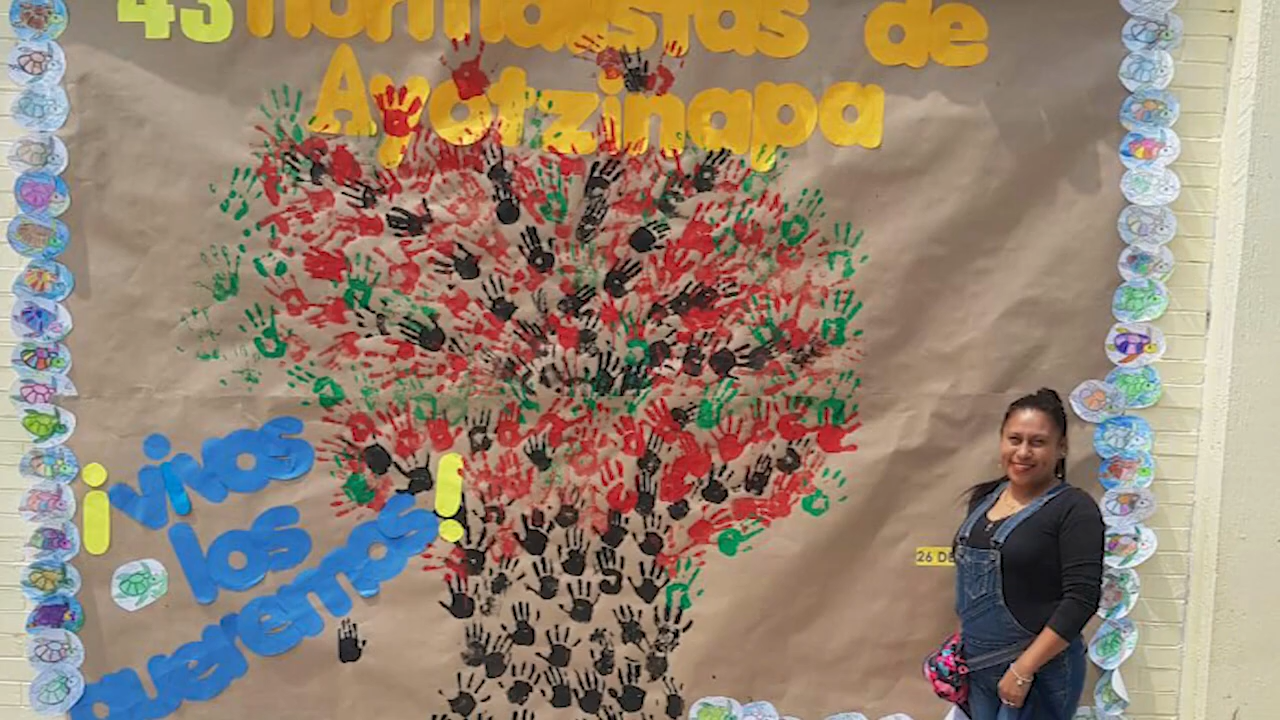 43 normalistas de
Ayotzinapa
¡vivos
los
queremos!
26 DE